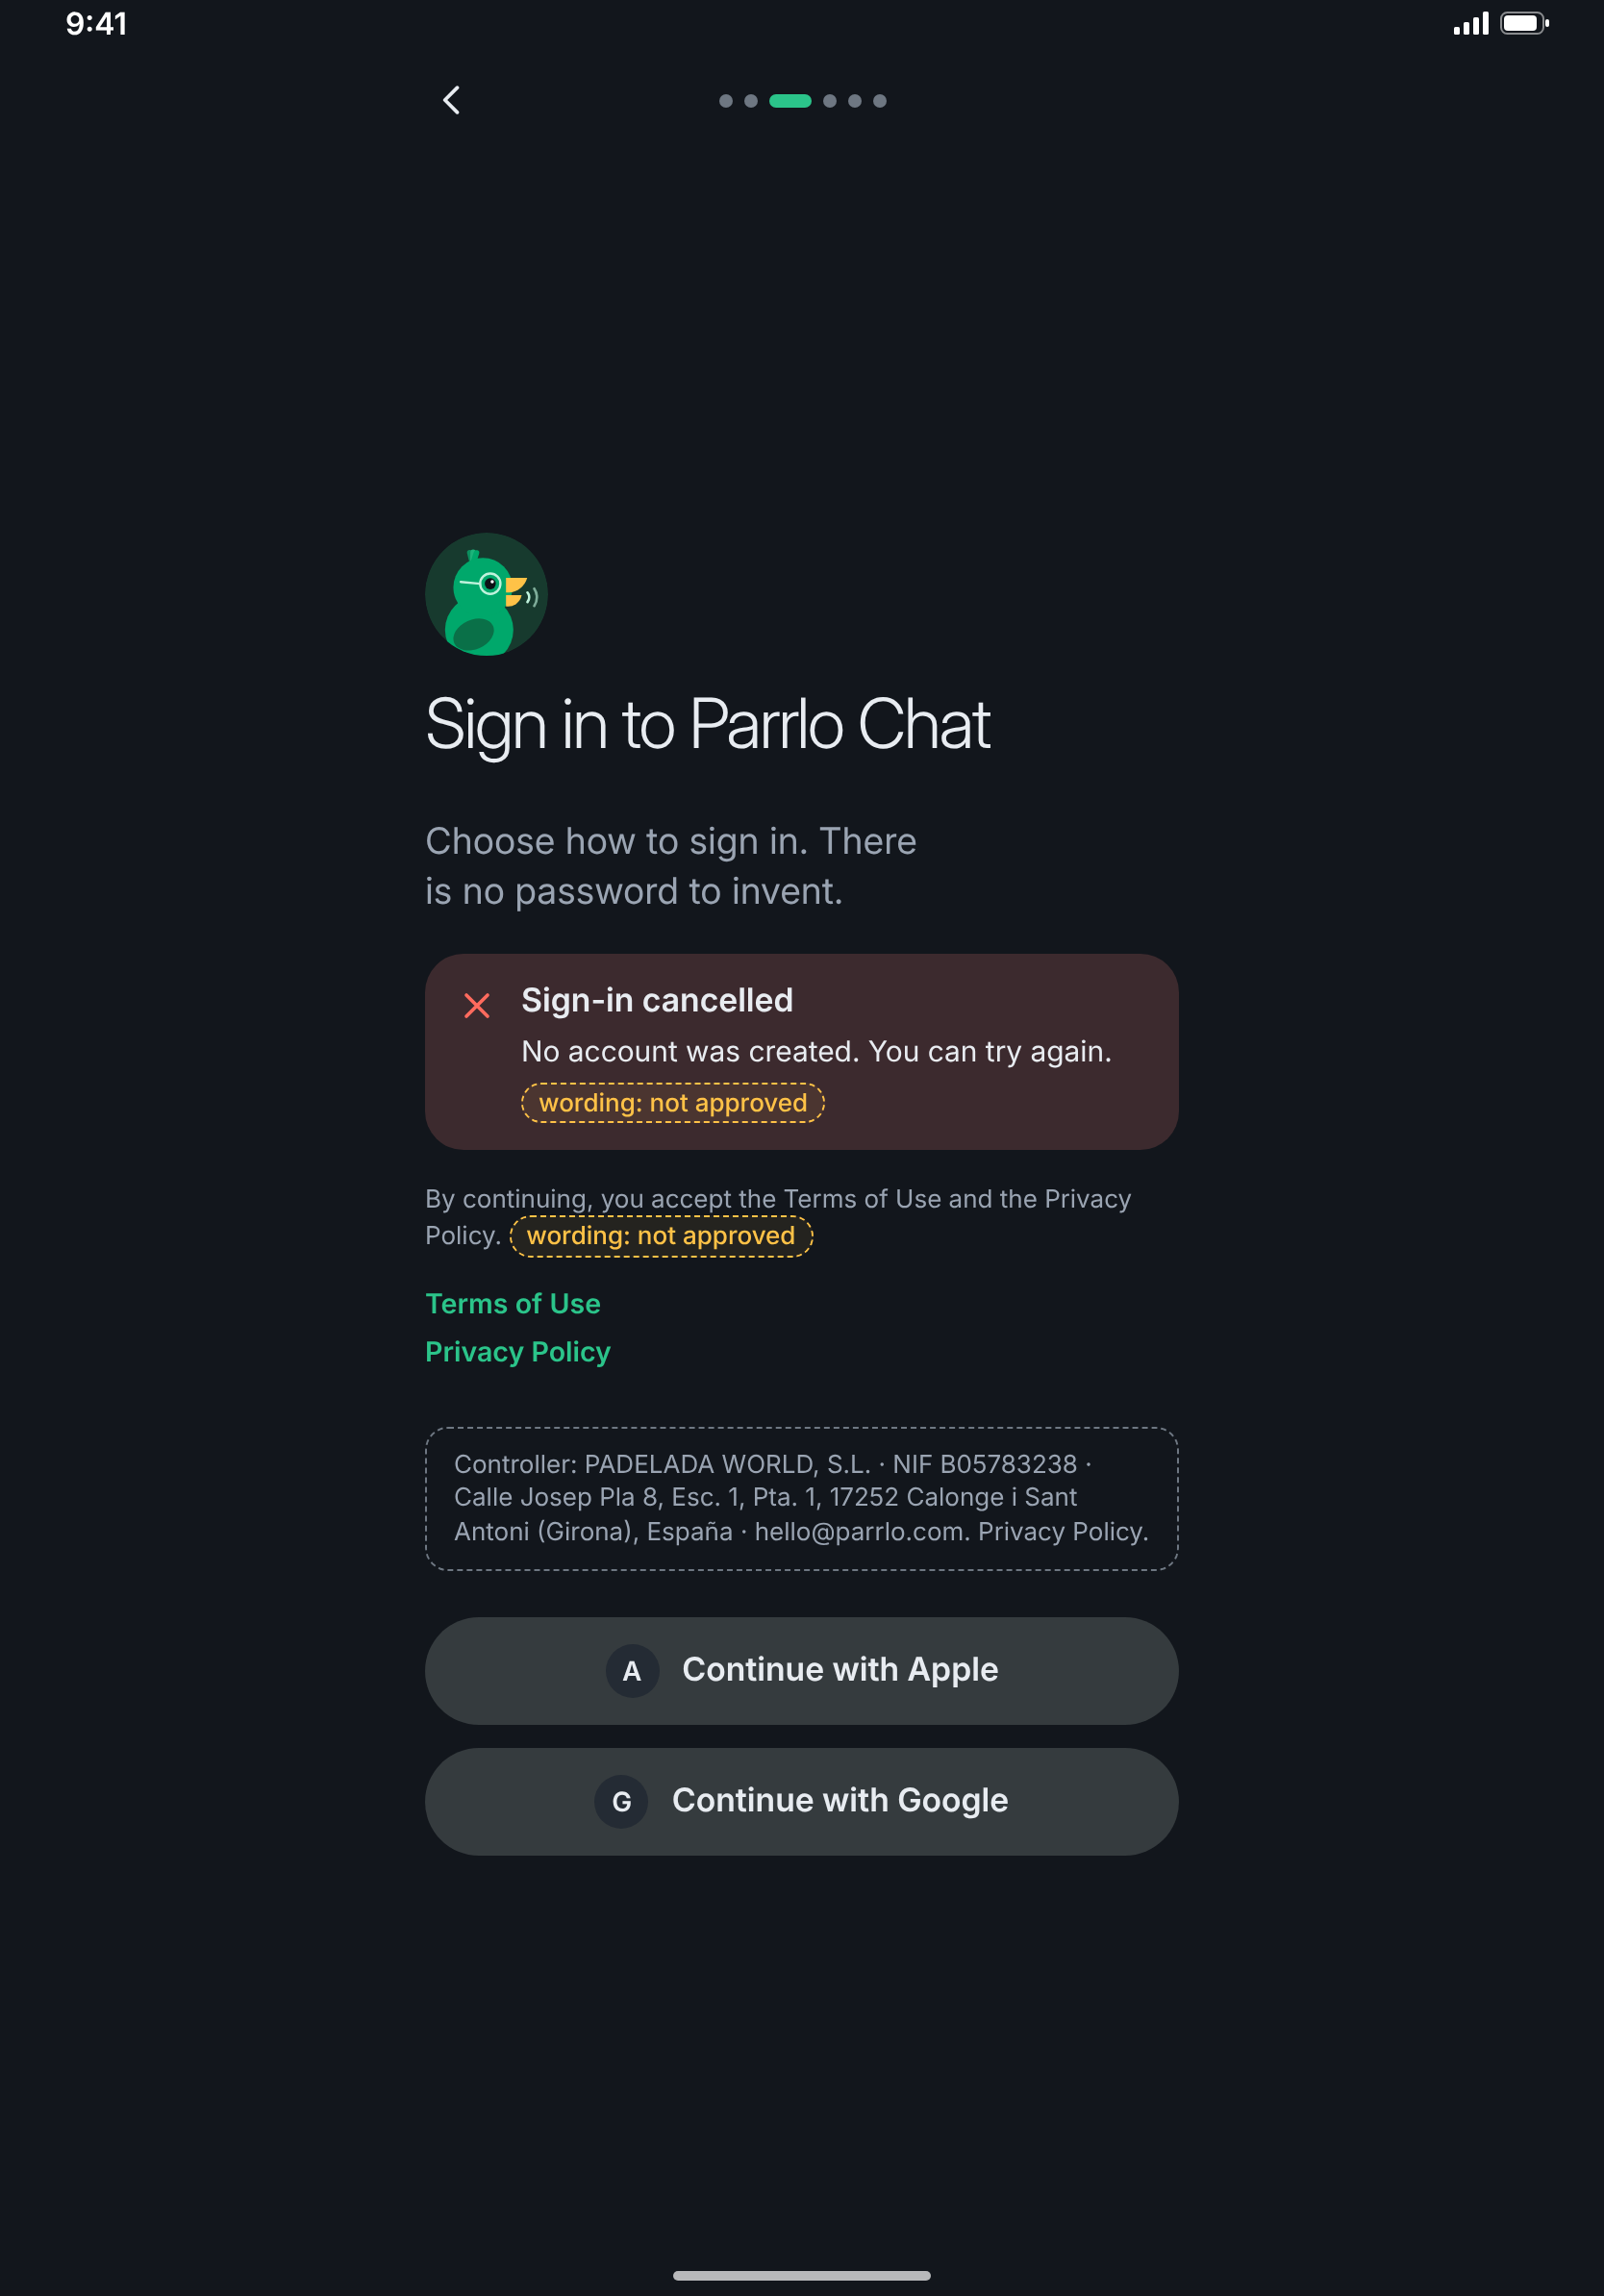 9:41
Sign in to Parrlo Chat
Choose how to sign in. There
is no password to invent.
Sign-in cancelled
No account was created. You can try again.
wording: not approved
By continuing, you accept the Terms of Use and the Privacy
Policy. wording: not approved
Terms of Use
Privacy Policy
Controller: PADELADA WORLD, S.L. · NIF B05783238 ·
Calle Josep Pla 8, Esc. 1, Pta. 1, 17252 Calonge i Sant
Antoni (Girona), España · hello@parrlo.com. Privacy Policy.
A Continue with Apple
G Continue with Google